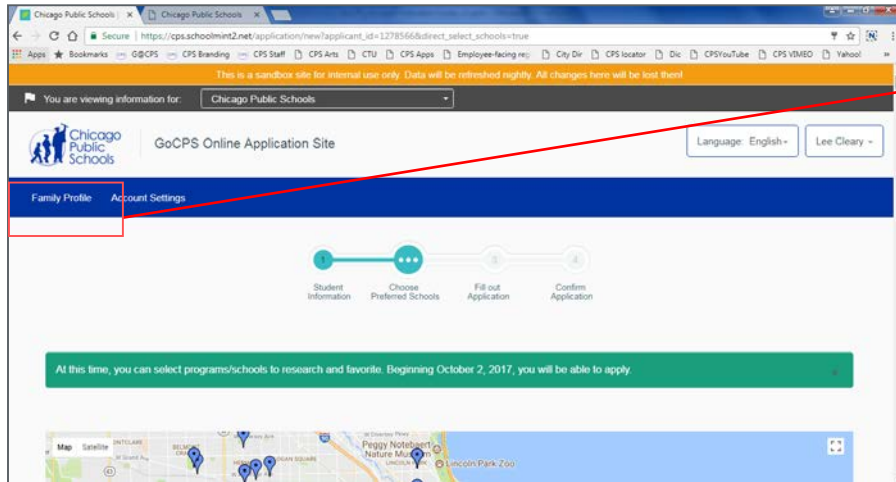 Chicago Public Schools | Chicago Public Schools
Secure | https://cps.schoolmint2.net/application/new?applicant_id=1278566&direct_select_schools=true
Apps Bookmarks G@CPS CPS Branding CPS Staff CPS Arts CTU CPS Apps Employee-facing req City Dir CPS locator Dic CPSYouTube CPS VIMEO Yahoo!
This is a sandbox site for internal use only. Data will be refreshed nightly. All changes here will be lost then!
You are viewing information for: Chicago Public Schools
Chicago
Public
Schools
GoCPS Online Application Site
Language: English
Lee Cleary
Family Profile Account Settings
1 3 4
Student Information
Choose Preferred Schools
Fill out Application
Confirm Application
At this time, you can select programs/schools to research and favorite. Beginning October 2, 2017, you will be able to apply.
Map Satellite
Peggy Notebaert
Nature Museum
Lincoln Park Zoo